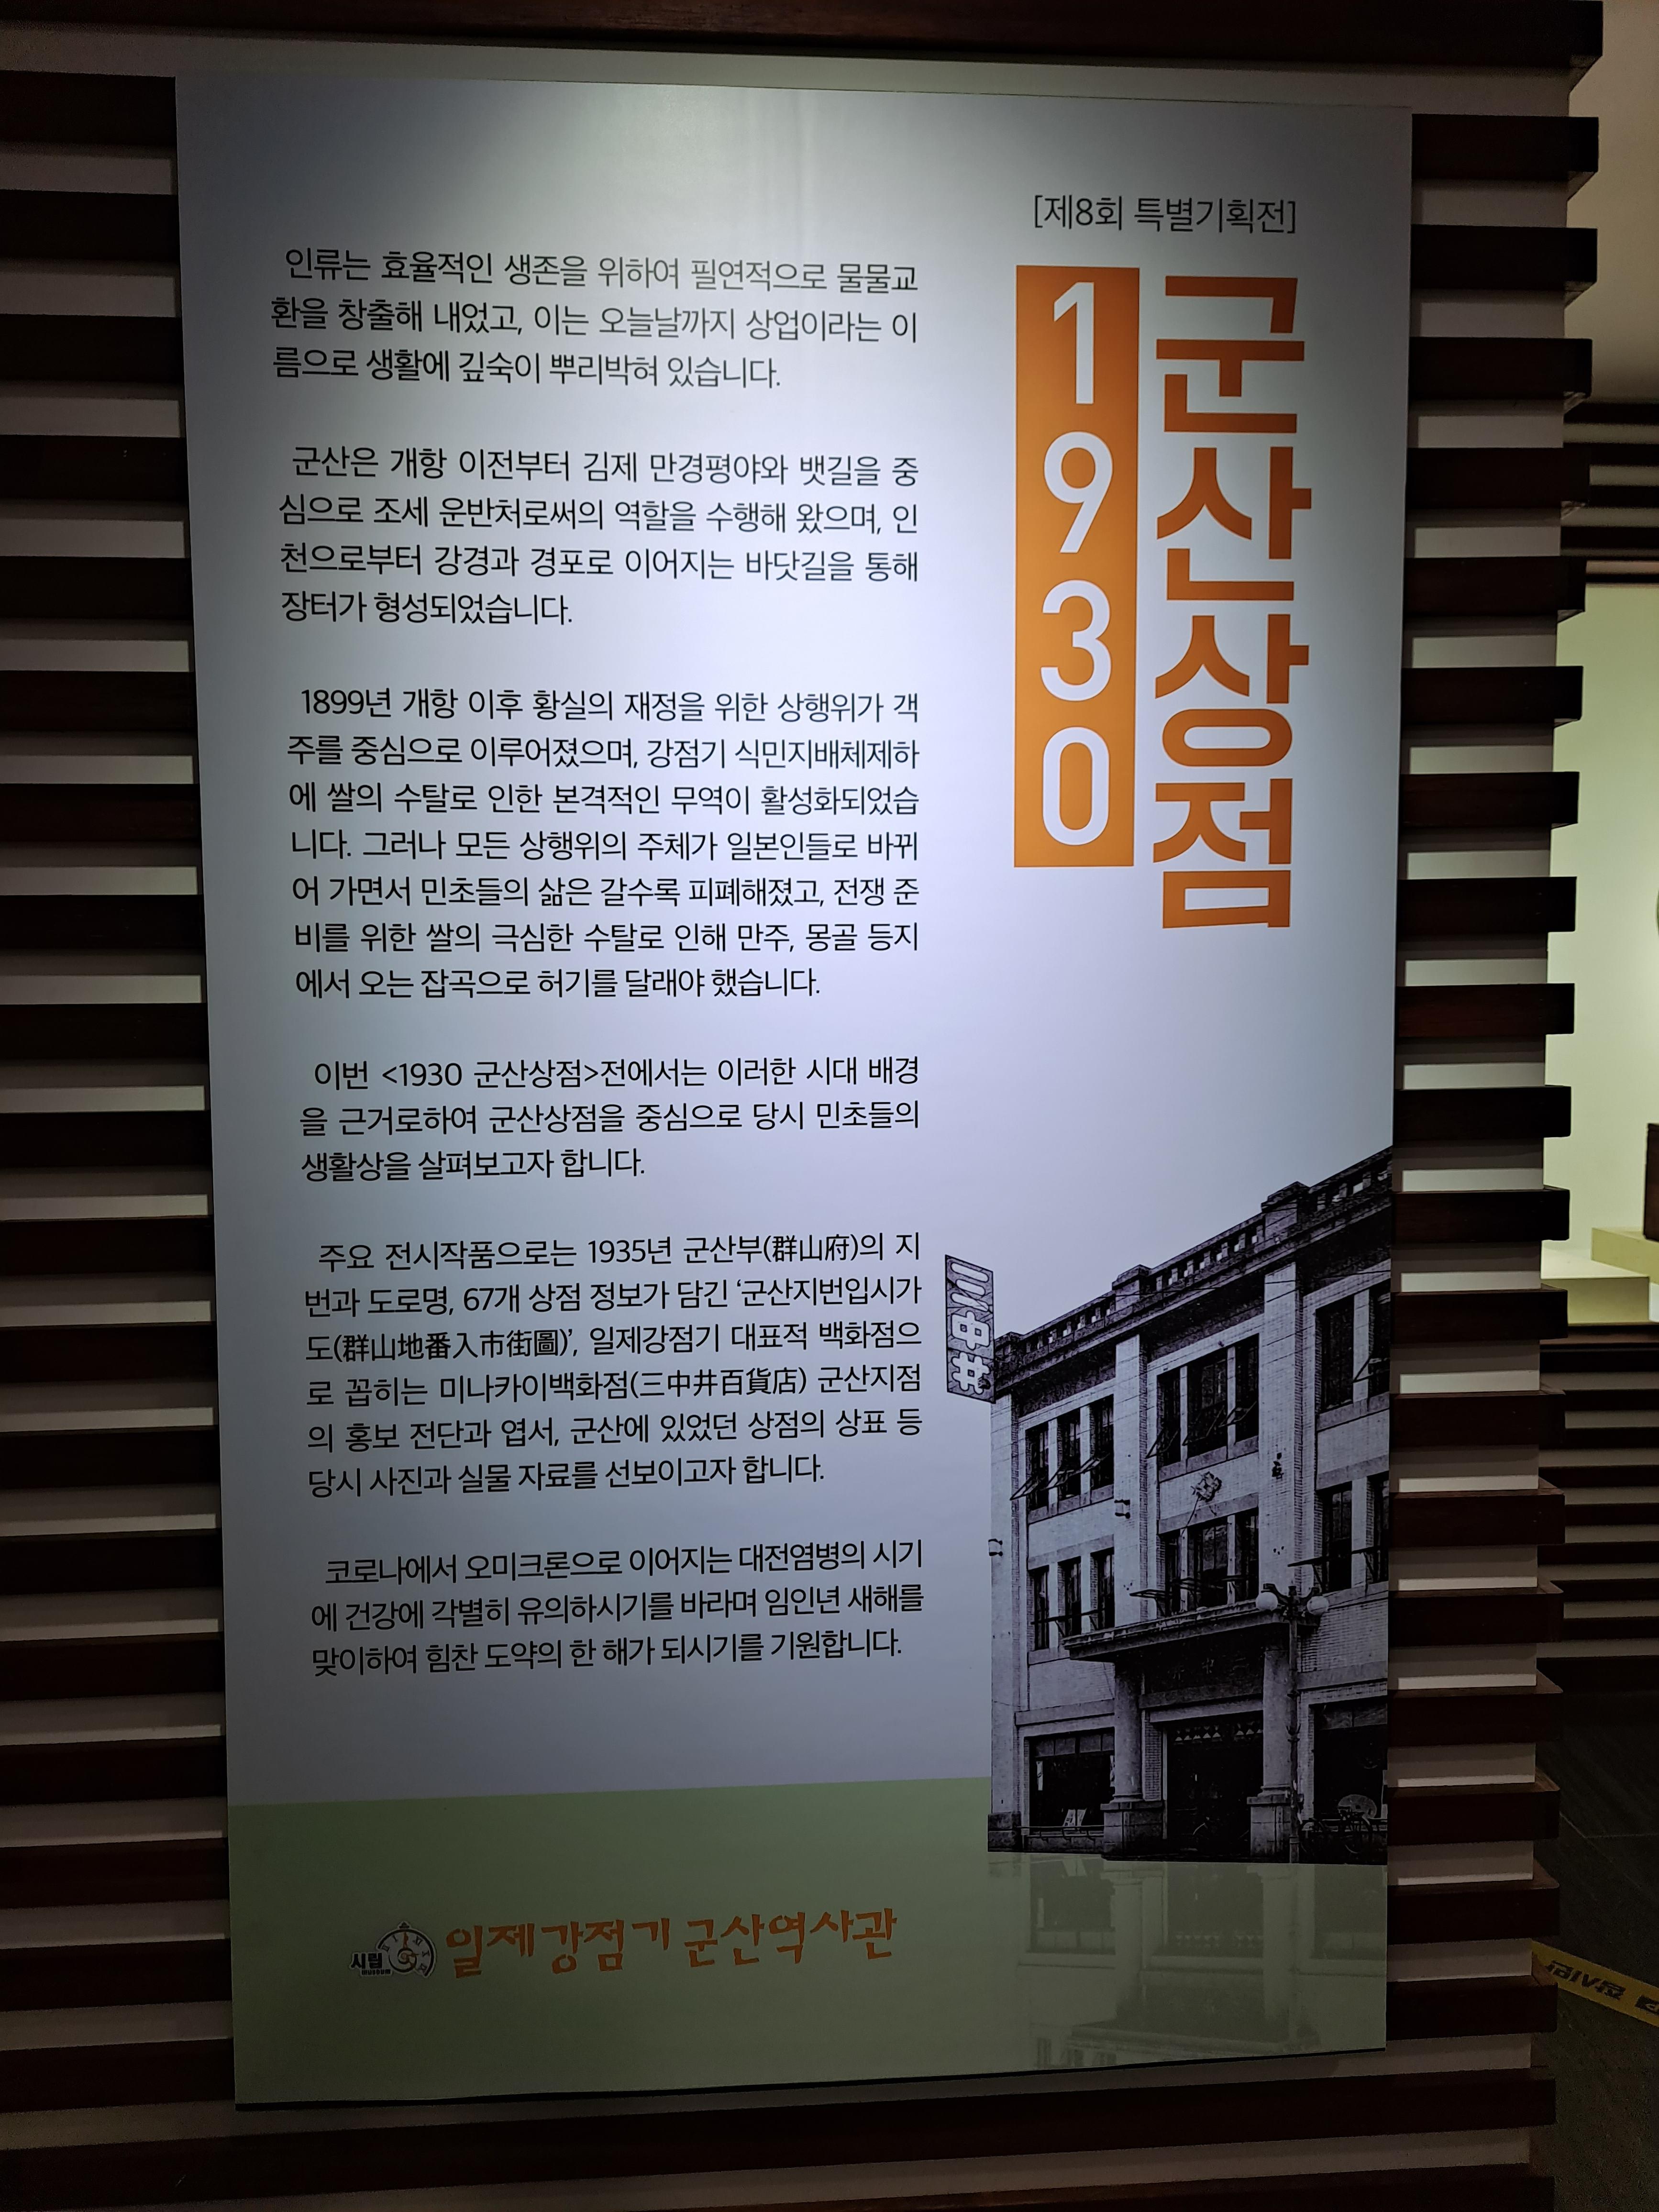 [제8회 특별기획전]
군산상점
1930
인류는 효율적인 생존을 위하여 필연적으로 물물교
환을 창출해 내었고, 이는 오늘날까지 상업이라는 이
름으로 생활에 깊숙이 뿌리박혀 있습니다.
군산은 개항 이전부터 김제 만경평야와 뱃길을 중
심으로 조세 운반처로써의 역할을 수행해 왔으며, 인
천으로부터 강경과 경포로 이어지는 바닷길을 통해
장터가 형성되었습니다.
1899년 개항 이후 황실의 재정을 위한 상행위가 객
주를 중심으로 이루어졌으며, 강점기 식민지배체제하
에 쌀의 수탈로 인한 본격적인 무역이 활성화되었습
니다. 그러나 모든 상행위의 주체가 일본인들로 바뀌
어 가면서 민초들의 삶은 갈수록 피폐해졌고, 전쟁 준
비를 위한 쌀의 극심한 수탈로 인해 만주, 몽골 등지
에서 오는 잡곡으로 허기를 달래야 했습니다.
이번 <1930 군산상점>전에서는 이러한 시대 배경
을 근거로하여 군산상점을 중심으로 당시 민초들의
생활상을 살펴보고자 합니다.
주요 전시작품으로는 1935년 군산부(群山府)의 지
번과 도로명, 67개 상점 정보가 담긴 ‘군산지번입시가
도(群山地番入市街圖)’, 일제강점기 대표적 백화점으
로 꼽히는 미나카이백화점(三中井百貨店) 군산지점
의 홍보 전단과 엽서, 군산에 있었던 상점의 상표 등
당시 사진과 실물 자료를 선보이고자 합니다.
코로나에서 오미크론으로 이어지는 대전염병의 시기
에 건강에 각별히 유의하시기를 바라며 임인년 새해를
맞이하여 힘찬 도약의 한 해가 되시기를 기원합니다.
三中井
시립
MUSEUM
일제강점기 군산역사관